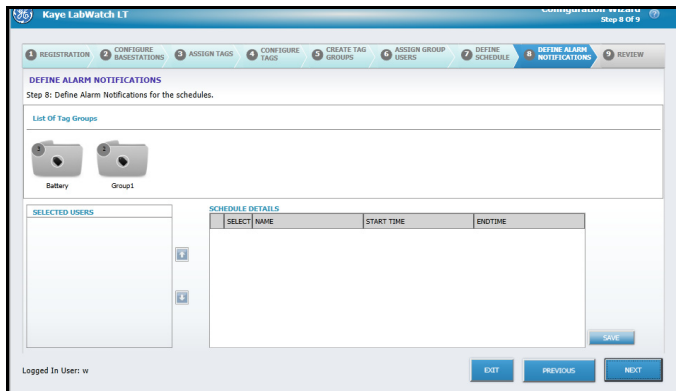 Kaye LabWatch LT
Configuration Wizard
Step 8 Of 9
1 REGISTRATION
2 CONFIGURE BASESTATIONS
3 ASSIGN TAGS
4 CONFIGURE TAGS
5 CREATE TAG GROUPS
6 ASSIGN GROUP USERS
7 DEFINE SCHEDULE
8 DEFINE ALARM NOTIFICATIONS
9 REVIEW
DEFINE ALARM NOTIFICATIONS
Step 8: Define Alarm Notifications for the schedules.
List Of Tag Groups
2
Battery Group1
SELECTED USERS
SCHEDULE DETAILS
SELECT NAME START TIME ENDTIME
SAVE
Logged In User: w
EXIT PREVIOUS NEXT